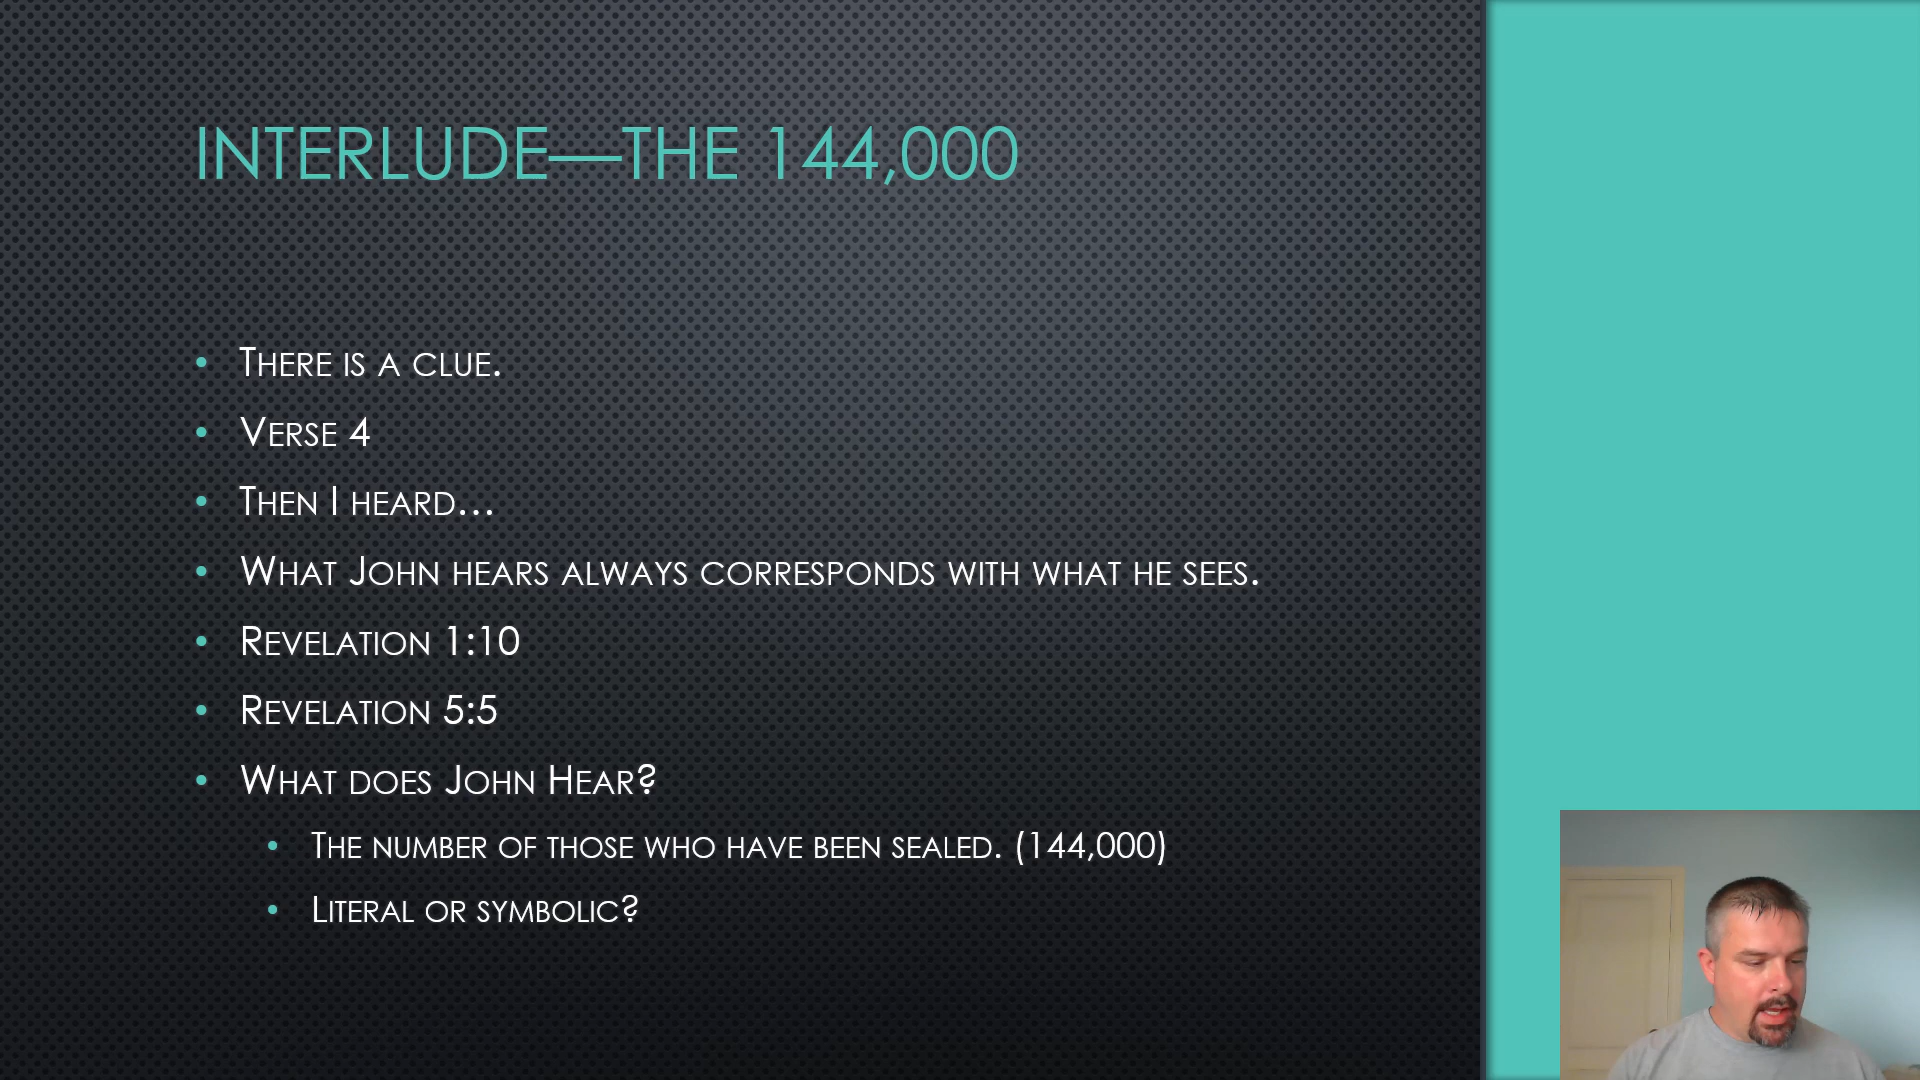 INTERLUDE—THE 144,000
• THERE IS A CLUE.
• VERSE 4
• THEN I HEARD...
• WHAT JOHN HEARS ALWAYS CORRESPONDS WITH WHAT HE SEES.
• REVELATION 1:10
• REVELATION 5:5
• WHAT DOES JOHN HEAR?
• THE NUMBER OF THOSE WHO HAVE BEEN SEALED. (144,000)
• LITERAL OR SYMBOLIC?